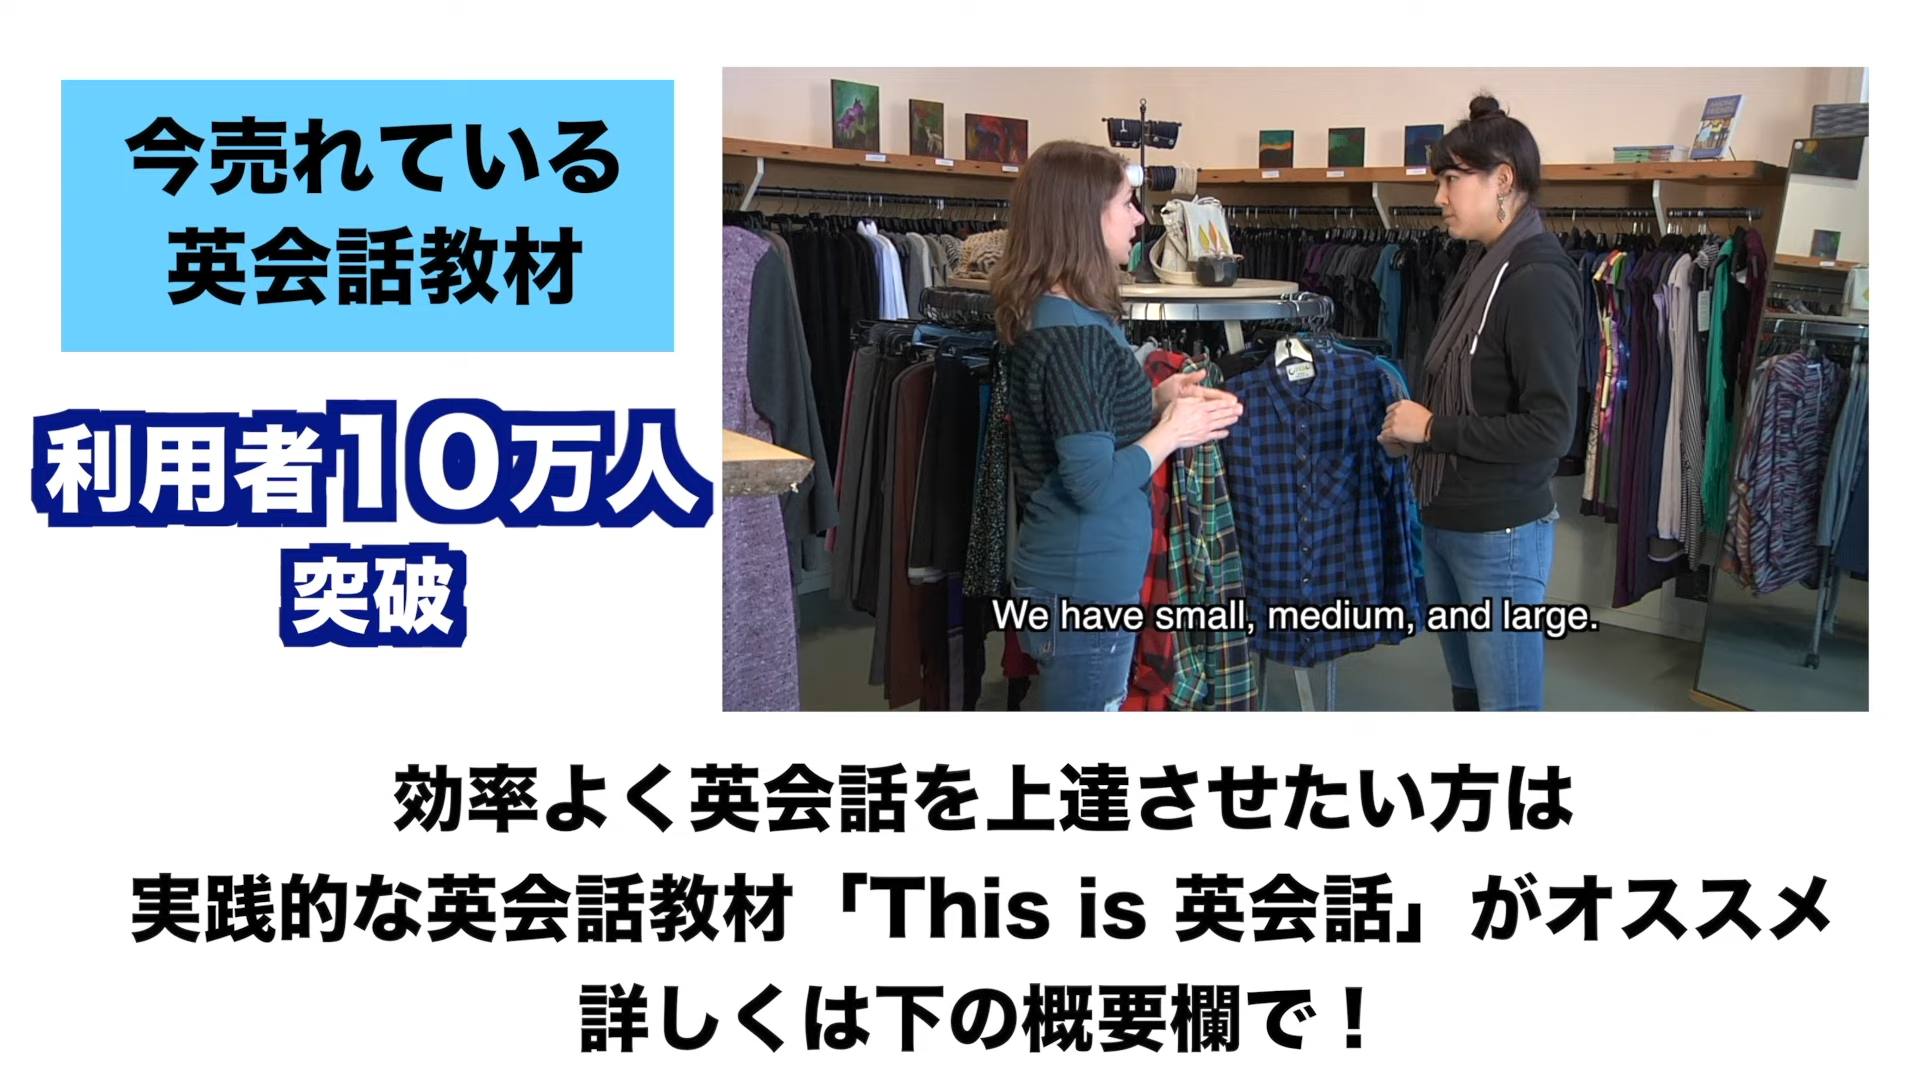 今売れている
英会話教材
利用者10万人
突破
We have small, medium, and large.
効率よく英会話を上達させたい方は
実践的な英会話教材「This is 英会話」がオススメ
詳しくは下の概要欄で！